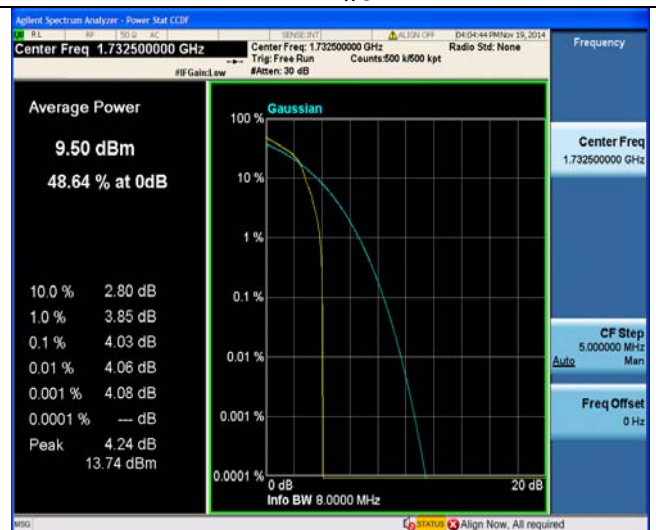 Agilent Spectrum Analyzer - Power Stat CCDF
RL RF 50 Ω AC SENSE:INT ALIGN OFF 04:04:44 PM Nov 19, 2014
Center Freq 1.732500000 GHz Center Freq: 1.732500000 GHz Radio Std: None
Trig: Free Run Counts:500 k/500 kpt
#IFGain:Low #Atten: 30 dB
Frequency
Average Power
9.50 dBm
48.64 % at 0dB
10.0 % 2.80 dB
1.0 % 3.85 dB
0.1 % 4.03 dB
0.01 % 4.06 dB
0.001 % 4.08 dB
0.0001 % --- dB
Peak 4.24 dB
13.74 dBm
Gaussian
100 %
10 %
1 %
0.1 %
0.01 %
0.001 %
0.0001 %
0 dB 20 dB
Info BW 8.0000 MHz
Center Freq
1.732500000 GHz
CF Step
5.000000 MHz
Auto Man
Freq Offset
0 Hz
MSG STATUS Align Now, All required